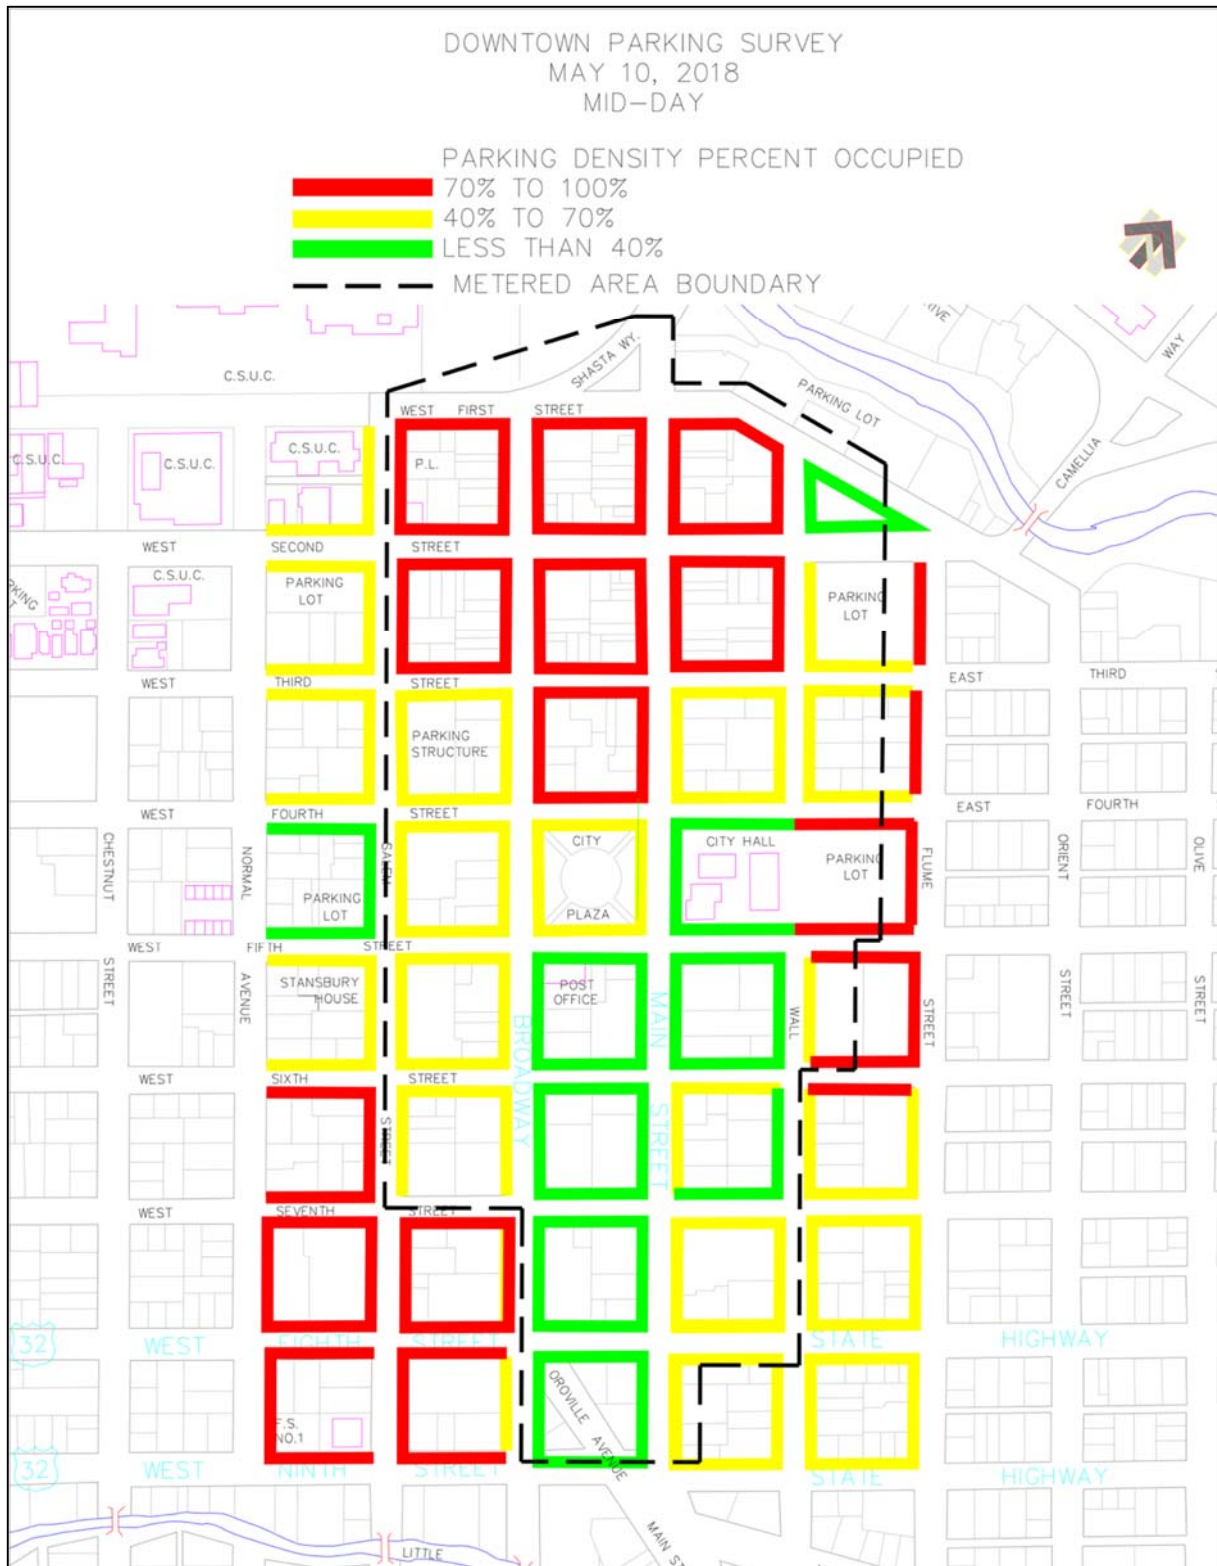 DOWNTOWN PARKING SURVEY
MAY 10, 2018
MID-DAY
PARKING DENSITY PERCENT OCCUPIED
70% TO 100%
40% TO 70%
LESS THAN 40%
METERED AREA BOUNDARY
SHASTA WY.
WAY
C.S.U.C.
PARKING LOT
WEST FIRST STREET
CAMELLIA
C.S.U.C.
C.S.U.C.
C.S.U.C.
P.L.
WEST SECOND STREET
C.S.U.C.
PARKING
LOT
PARKING
LOT
WEST THIRD STREET
EAST THIRD
PARKING
STRUCTURE
WEST FOURTH STREET
EAST FOURTH
CHESTNUT
NORMAL
SALEM
CITY
PLAZA
CITY HALL
PARKING
LOT
FLUME
ORIENT
OLIVE
PARKING
LOT
WEST FIFTH STREET
STREET
AVENUE
STANSBURY
HOUSE
POST
OFFICE
MAIN
WALL
STREET
STREET
STREET
BROADWAY
WEST SIXTH STREET
STREET
STREET
WEST SEVENTH STREET
32
WEST EIGHTH STREET
STATE HIGHWAY
OROVILLE AVENUE
F.S.
NO.1
32
WEST NINTH STREET
STATE HIGHWAY
LITTLE
MAIN